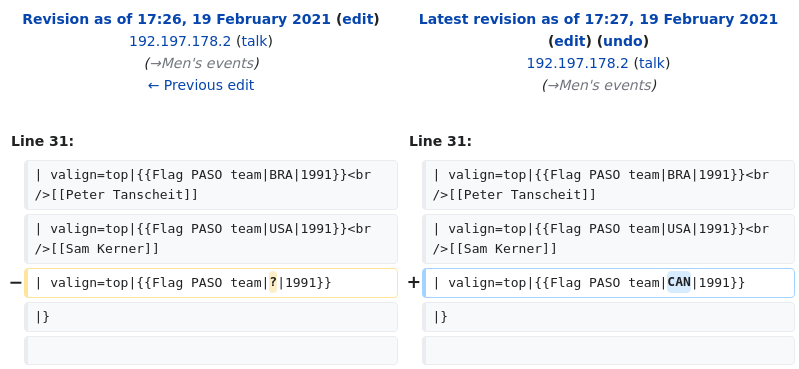 Revision as of 17:26, 19 February 2021 (edit)
192.197.178.2 (talk)
(→Men's events)
← Previous edit
Latest revision as of 17:27, 19 February 2021
(edit) (undo)
192.197.178.2 (talk)
(→Men's events)
Line 31:
Line 31:
| valign=top|{{Flag PASO team|BRA|1991}}<br
/>[[Peter Tanscheit]]
| valign=top|{{Flag PASO team|BRA|1991}}<br
/>[[Peter Tanscheit]]
| valign=top|{{Flag PASO team|USA|1991}}<br
/>[[Sam Kerner]]
| valign=top|{{Flag PASO team|USA|1991}}<br
/>[[Sam Kerner]]
− | valign=top|{{Flag PASO team|?|1991}}
+ | valign=top|{{Flag PASO team|CAN|1991}}
|}
|}